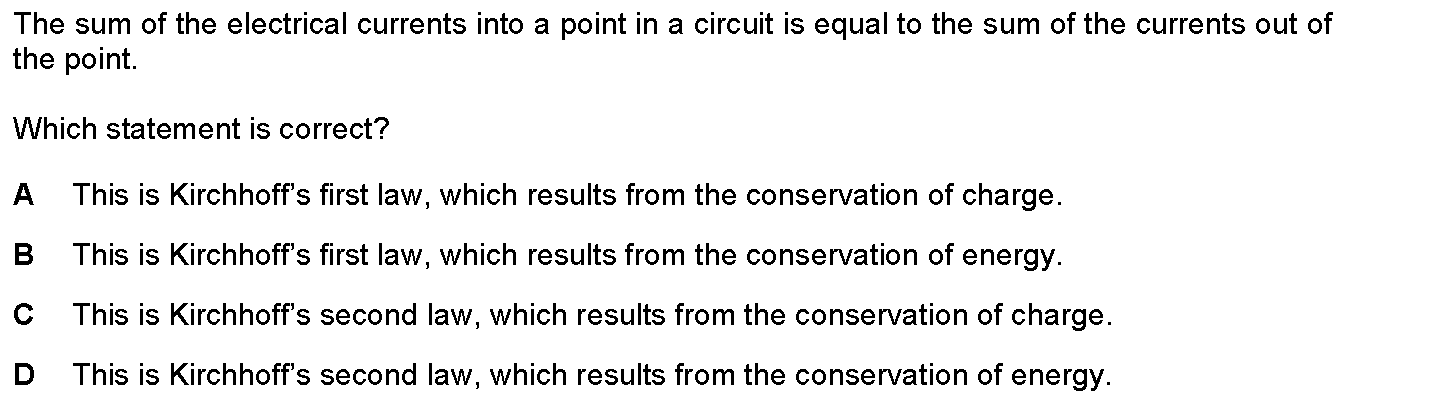 The sum of the electrical currents into a point in a circuit is equal to the sum of the currents out of
the point.
Which statement is correct?
A This is Kirchhoff's first law, which results from the conservation of charge.
B This is Kirchhoff's first law, which results from the conservation of energy.
C This is Kirchhoff's second law, which results from the conservation of charge.
D This is Kirchhoff's second law, which results from the conservation of energy.